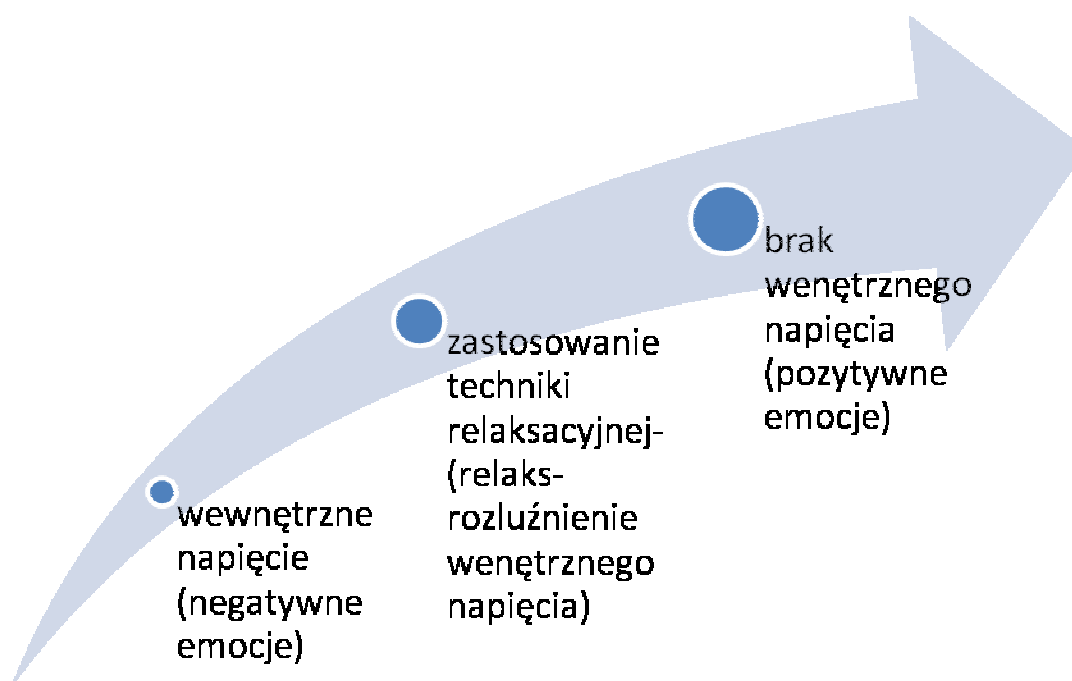 wewnętrzne
napięcie
(negatywne
emocje)
zastosowanie
techniki
relaksacyjnej-
(relaks-
rozluźnienie
wenętrznego
napięcia)
brak
wenętrznego
napięcia
(pozytywne
emocje)